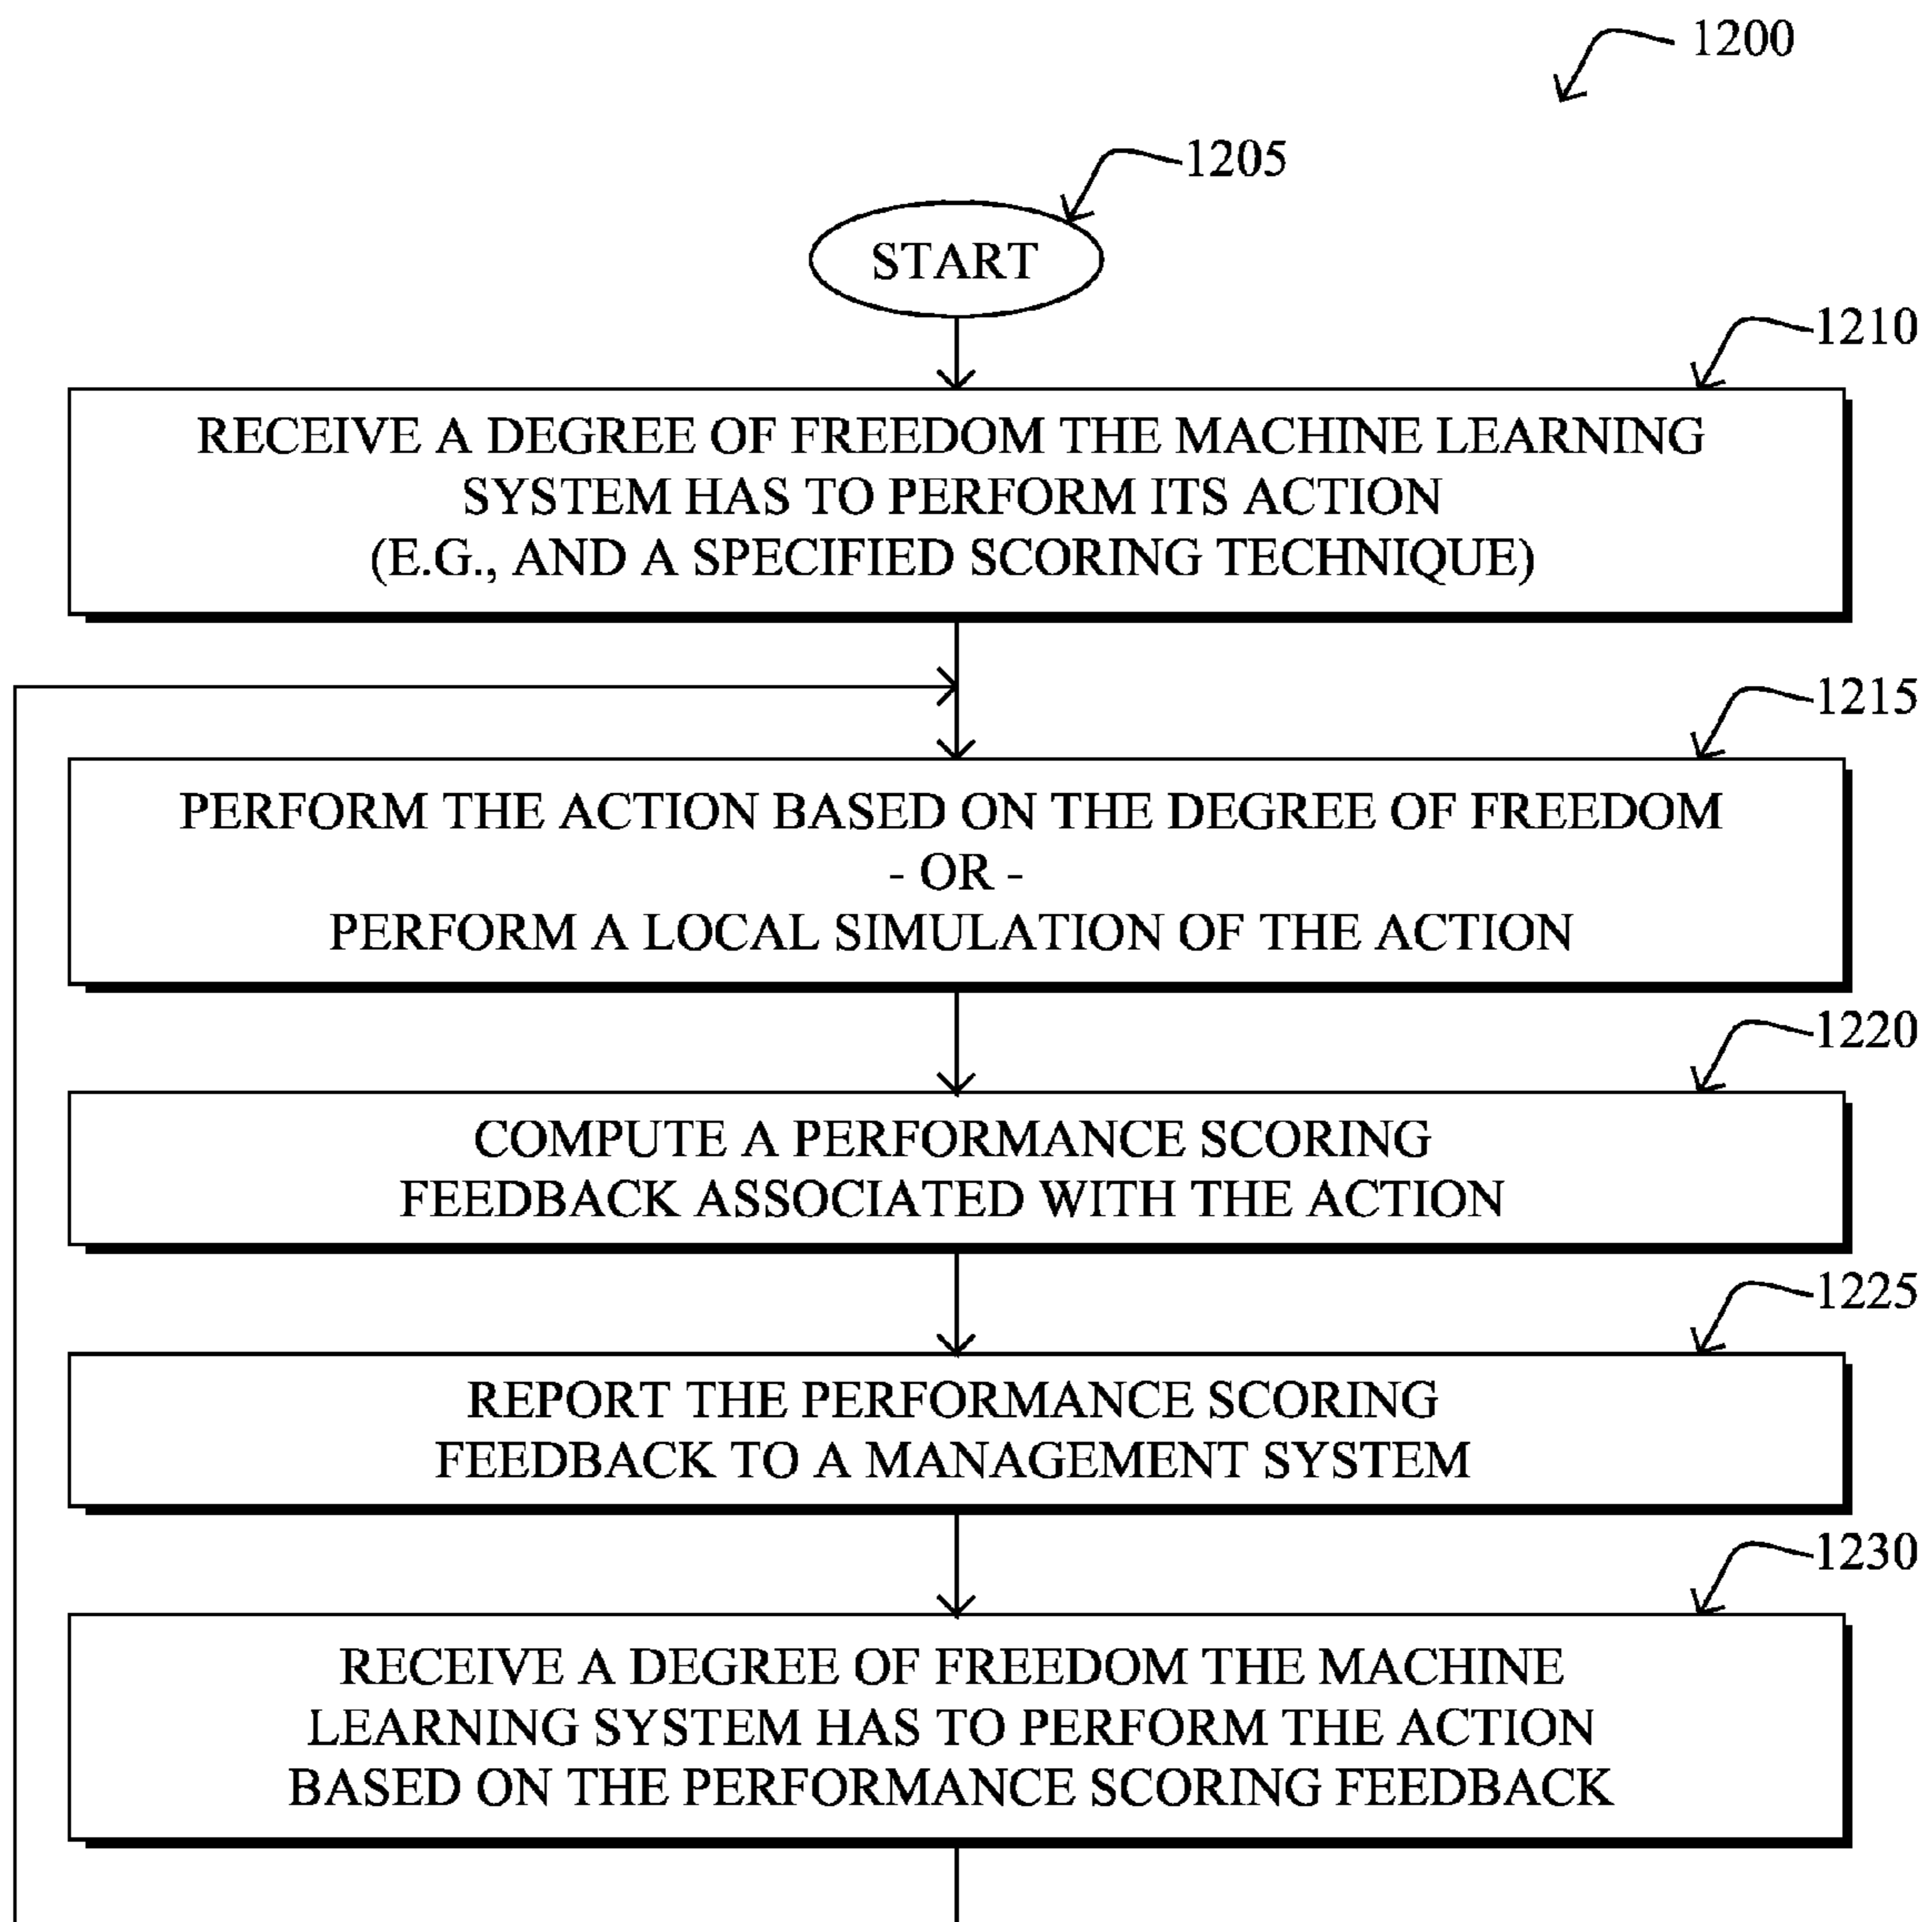 1200
1205
START
1210
RECEIVE A DEGREE OF FREEDOM THE MACHINE LEARNING
SYSTEM HAS TO PERFORM ITS ACTION
(E.G., AND A SPECIFIED SCORING TECHNIQUE)
1215
PERFORM THE ACTION BASED ON THE DEGREE OF FREEDOM
- OR -
PERFORM A LOCAL SIMULATION OF THE ACTION
1220
COMPUTE A PERFORMANCE SCORING
FEEDBACK ASSOCIATED WITH THE ACTION
1225
REPORT THE PERFORMANCE SCORING
FEEDBACK TO A MANAGEMENT SYSTEM
1230
RECEIVE A DEGREE OF FREEDOM THE MACHINE
LEARNING SYSTEM HAS TO PERFORM THE ACTION
BASED ON THE PERFORMANCE SCORING FEEDBACK